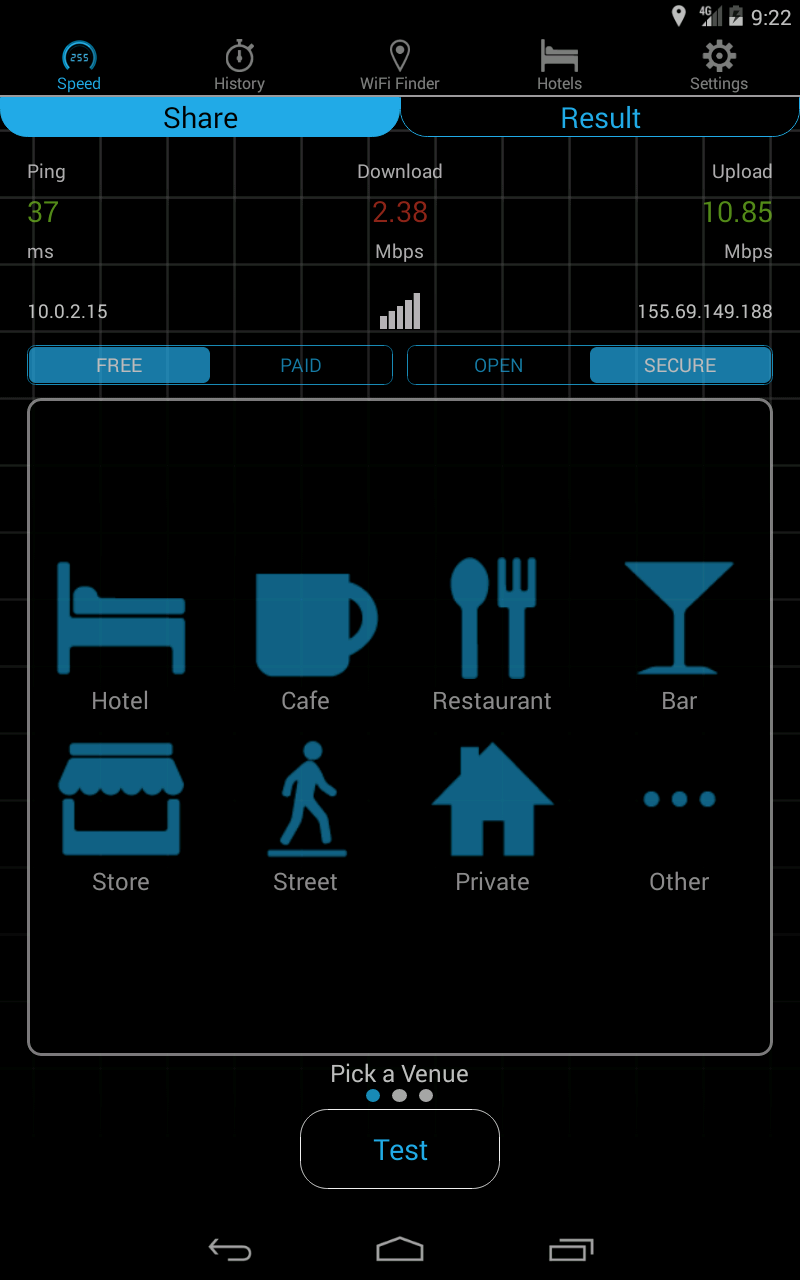 4G 9:22
255
Speed History WiFi Finder Hotels Settings
Share Result
Ping Download Upload
37 2.38 10.85
ms Mbps Mbps
10.0.2.15 155.69.149.188
FREE PAID OPEN SECURE
Hotel Cafe Restaurant Bar
Store Street Private Other
Pick a Venue
Test